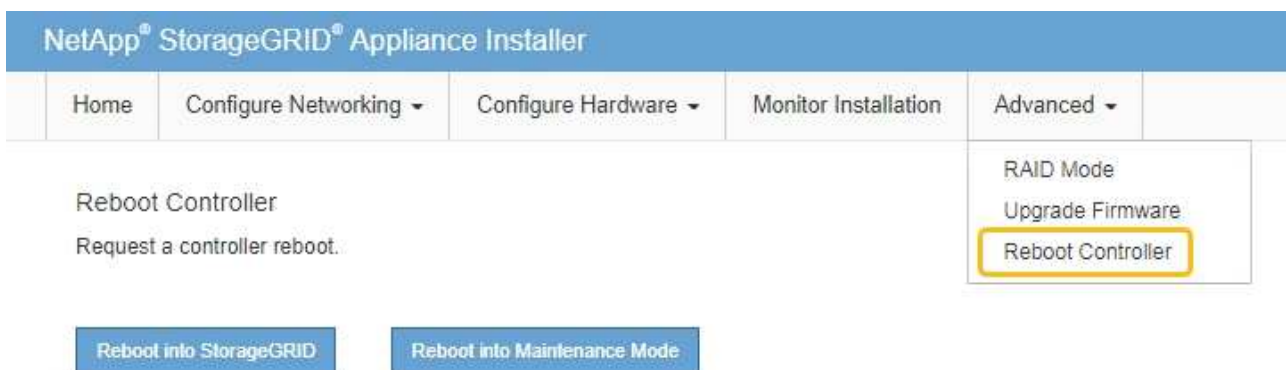 NetApp® StorageGRID® Appliance Installer
Home
Configure Networking
Configure Hardware
Monitor Installation
Advanced
RAID Mode
Upgrade Firmware
Reboot Controller
Reboot Controller
Request a controller reboot.
Reboot into StorageGRID
Reboot into Maintenance Mode